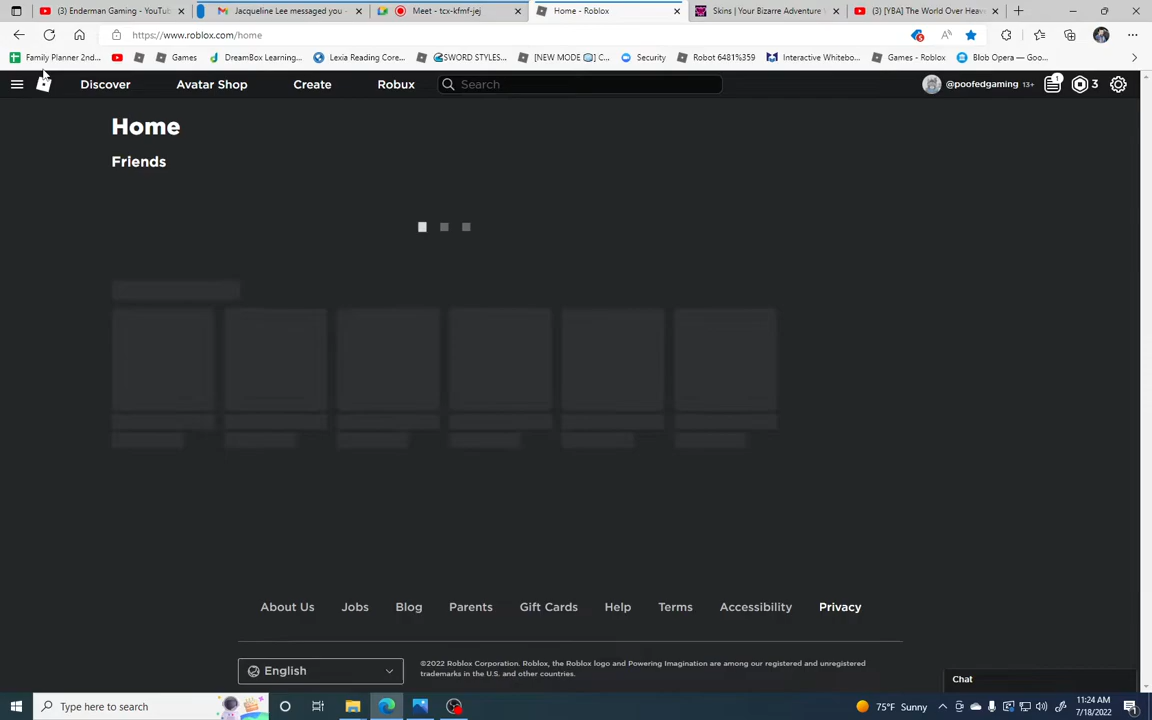 (3) Enderman Gaming - YouTub
Jacqueline Lee messaged you -
Meet - tcx-kfmf-jej
Home - Roblox
Skins | Your Bizarre Adventure
(3) [YBA] The World Over Heav
https://www.roblox.com/home
Family Planner 2nd...
Games
DreamBox Learning...
Lexia Reading Core...
SWORD STYLES...
[NEW MODE] C...
Security
Robot 6481%359
Interactive Whitebo...
Games - Roblox
Blob Opera — Goo...
Discover
Avatar Shop
Create
Robux
Search
@poofedgaming 13+
1
3
Home
Friends
About Us
Jobs
Blog
Parents
Gift Cards
Help
Terms
Accessibility
Privacy
English
©2022 Roblox Corporation. Roblox, the Roblox logo and Powering Imagination are among our registered and unregistered
trademarks in the U.S. and other countries.
Chat
Type here to search
75°F Sunny
11:24 AM
7/18/2022